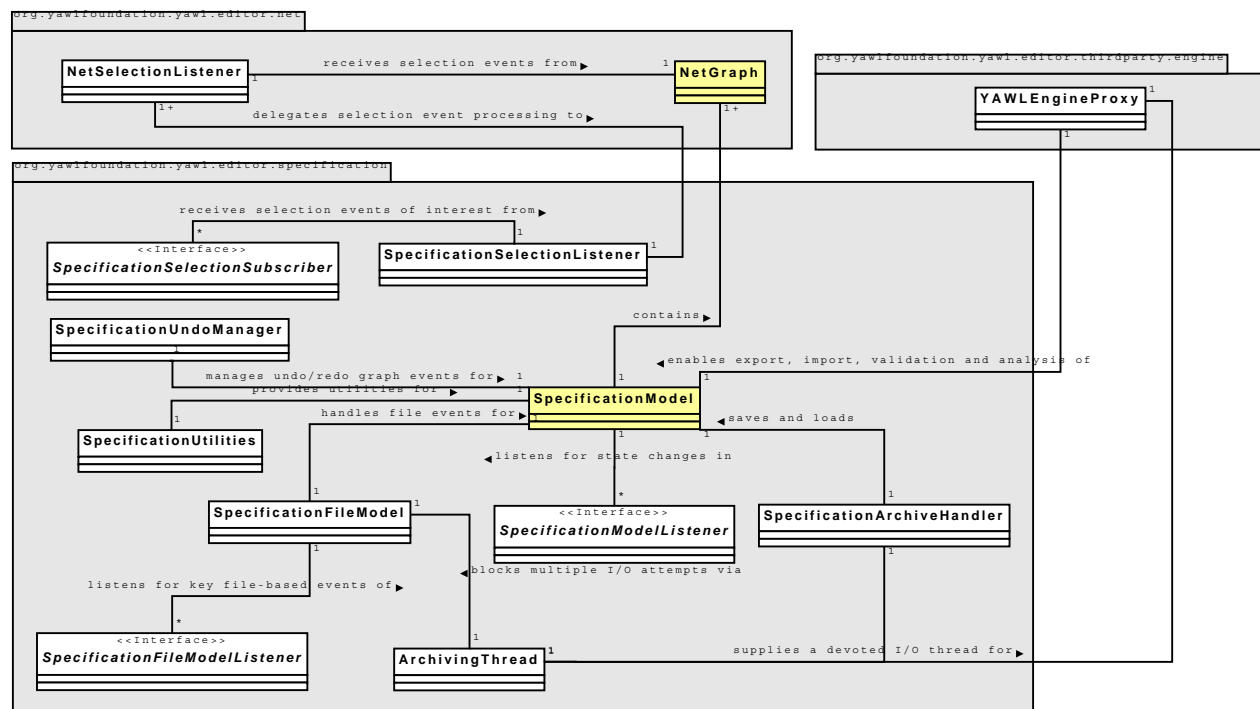 org.yawlfoundation.yawl.editor.net
NetSelectionListener
1
receives selection events from
1
NetGraph
1+
delegates selection event processing to
1+
org.yawlfoundation.yawl.editor.thirdparty.engine
YAWLEngineProxy
1
1
org.yawlfoundation.yawl.editor.specification
receives selection events of interest from
*
1
<<Interface>>
SpecificationSelectionSubscriber
SpecificationSelectionListener
1
contains
SpecificationUndoManager
1
enables export, import, validation and analysis of
manages undo/redo graph events for
1
1
1
provides utilities for
1
SpecificationModel
handles file events for
1
saves and loads
1
SpecificationUtilities
1
1
listens for state changes in
1
*
1
SpecificationFileModel
1
<<Interface>>
SpecificationModelListener
SpecificationArchiveHandler
1
1
blocks multiple I/O attempts via
listens for key file-based events of
*
<<Interface>>
SpecificationFileModelListener
1
ArchivingThread
1
supplies a devoted I/O thread for